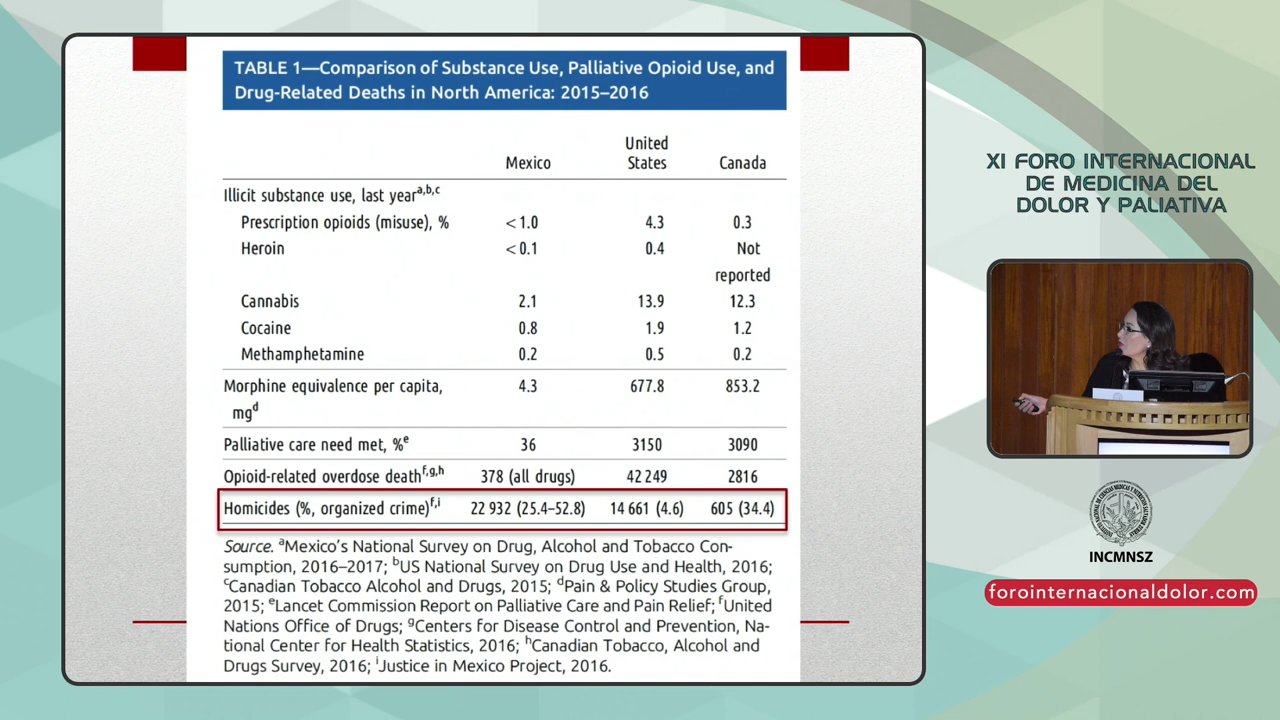 TABLE 1—Comparison of Substance Use, Palliative Opioid Use, and
Drug-Related Deaths in North America: 2015–2016
Mexico United States Canada
Illicit substance use, last yearᵃ,ᵇ,ᶜ
Prescription opioids (misuse), % <1.0 4.3 0.3
Heroin <0.1 0.4 Not reported
Cannabis 2.1 13.9 12.3
Cocaine 0.8 1.9 1.2
Methamphetamine 0.2 0.5 0.2
Morphine equivalence per capita, mgᵈ 4.3 677.8 853.2
Palliative care need met, %ᵉ 36 3150 3090
Opioid-related overdose deathᶠ,ᵍ,ʰ 378 (all drugs) 42 249 2816
Homicides (%, organized crime)ᶠ,ⁱ 22 932 (25.4–52.8) 14 661 (4.6) 605 (34.4)
Source. ᵃMexico's National Survey on Drug, Alcohol and Tobacco Con-
sumption, 2016–2017; ᵇUS National Survey on Drug Use and Health, 2016;
ᶜCanadian Tobacco Alcohol and Drugs, 2015; ᵈPain & Policy Studies Group,
2015; ᵉLancet Commission Report on Palliative Care and Pain Relief; ᶠUnited
Nations Office of Drugs; ᵍCenters for Disease Control and Prevention, Na-
tional Center for Health Statistics, 2016; ʰCanadian Tobacco, Alcohol and
Drugs Survey, 2016; ⁱJustice in Mexico Project, 2016.
XI FORO INTERNACIONAL
DE MEDICINA DEL
DOLOR Y PALIATIVA
INCMNSZ
forointernacionaldolor.com